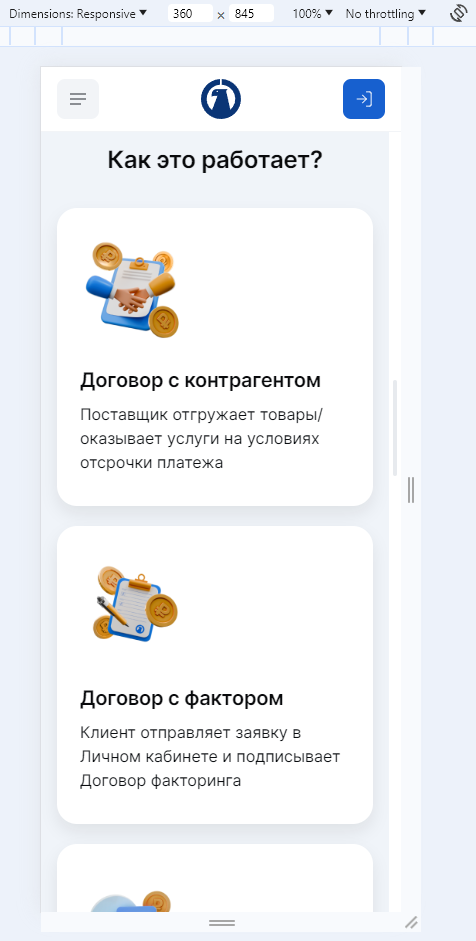 Dimensions: Responsive 360 × 845 100% No throttling
Как это работает?
Договор с контрагентом
Поставщик отгружает товары/
оказывает услуги на условиях
отсрочки платежа
Договор с фактором
Клиент отправляет заявку в
Личном кабинете и подписывает
Договор факторинга